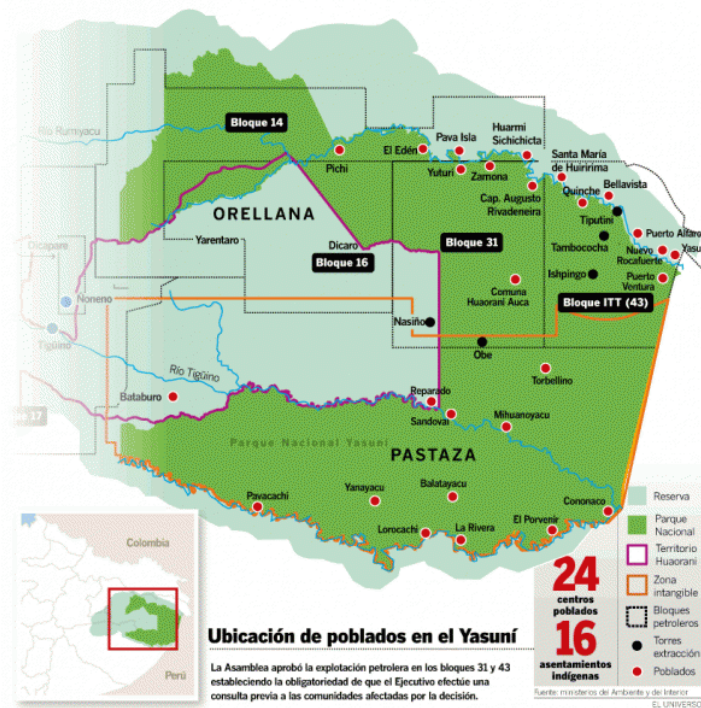 Río Rumiyacu
Bloque 14
Pichi
El Edén
Pava Isla
Yuturi
Huarmi
Sichichicta
Zamona
Cap. Augusto
Rivadeneira
Santa María
de Huiririma
Quinche
Bellavista
Tiputini
Puerto Alfaro
Tambococha
Nuevo
Rocafuerte
Yasu
Ishpingo
Puerto
Ventura
ORELLANA
Dicapare
Yarentaro
Dicaro
Bloque 16
Bloque 31
Comuna
Huaorani Auca
Bloque ITT (43)
Noneno
Nasiño
Tigüino
Obe
Río Tigüino
Torbellino
Bataburo
Reparado
Sandoval
Mihuanoyacu
17
Parque Nacional Yasuní
PASTAZA
Pavacachi
Yanayacu
Balatayacu
Cononaco
Lorocachi
La Rivera
El Porvenir
Colombia
Perú
Reserva
Parque
Nacional
Territorio
Huaorani
Zona
intangible
Bloques
petroleros
Torres
extracción
Poblados
24
centros
poblados
16
asentamientos
indígenas
Ubicación de poblados en el Yasuní
La Asamblea aprobó la explotación petrolera en los bloques 31 y 43
estableciendo la obligatoriedad de que el Ejecutivo efectúe una
consulta previa a las comunidades afectadas por la decisión.
Fuente: ministerios del Ambiente y del Interior
EL UNIVERSO